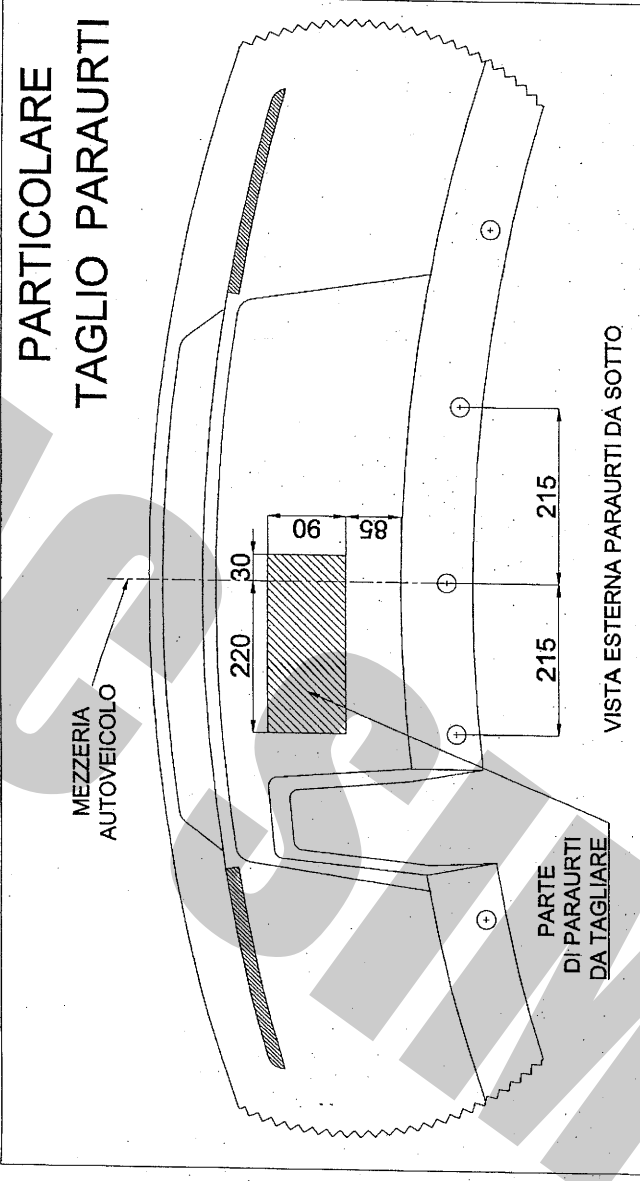 PARTICOLARE
TAGLIO PARAURTI
MEZZERIA
AUTOVEICOLO
220
30
90
85
215
215
PARTE
DI PARAURTI
DA TAGLIARE
VISTA ESTERNA PARAURTI DA SOTTO